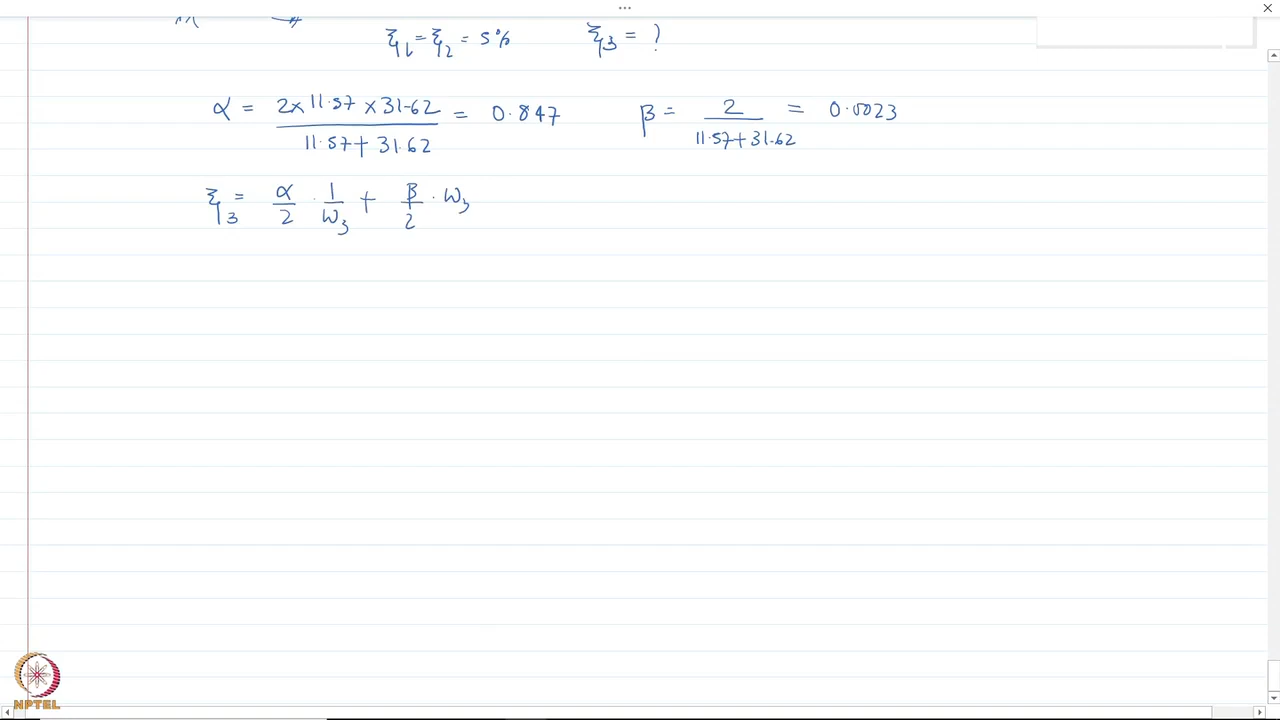 ξ1 = ξ2 = 5% ξ3 = ?
α = 2 x 11.57 x 31.62 / 11.57 + 31.62 = 0.847 β = 2 / 11.57 + 31.62 = 0.0023
ξ3 = α/2 · 1/ω3 + β/2 · ω3
NPTEL